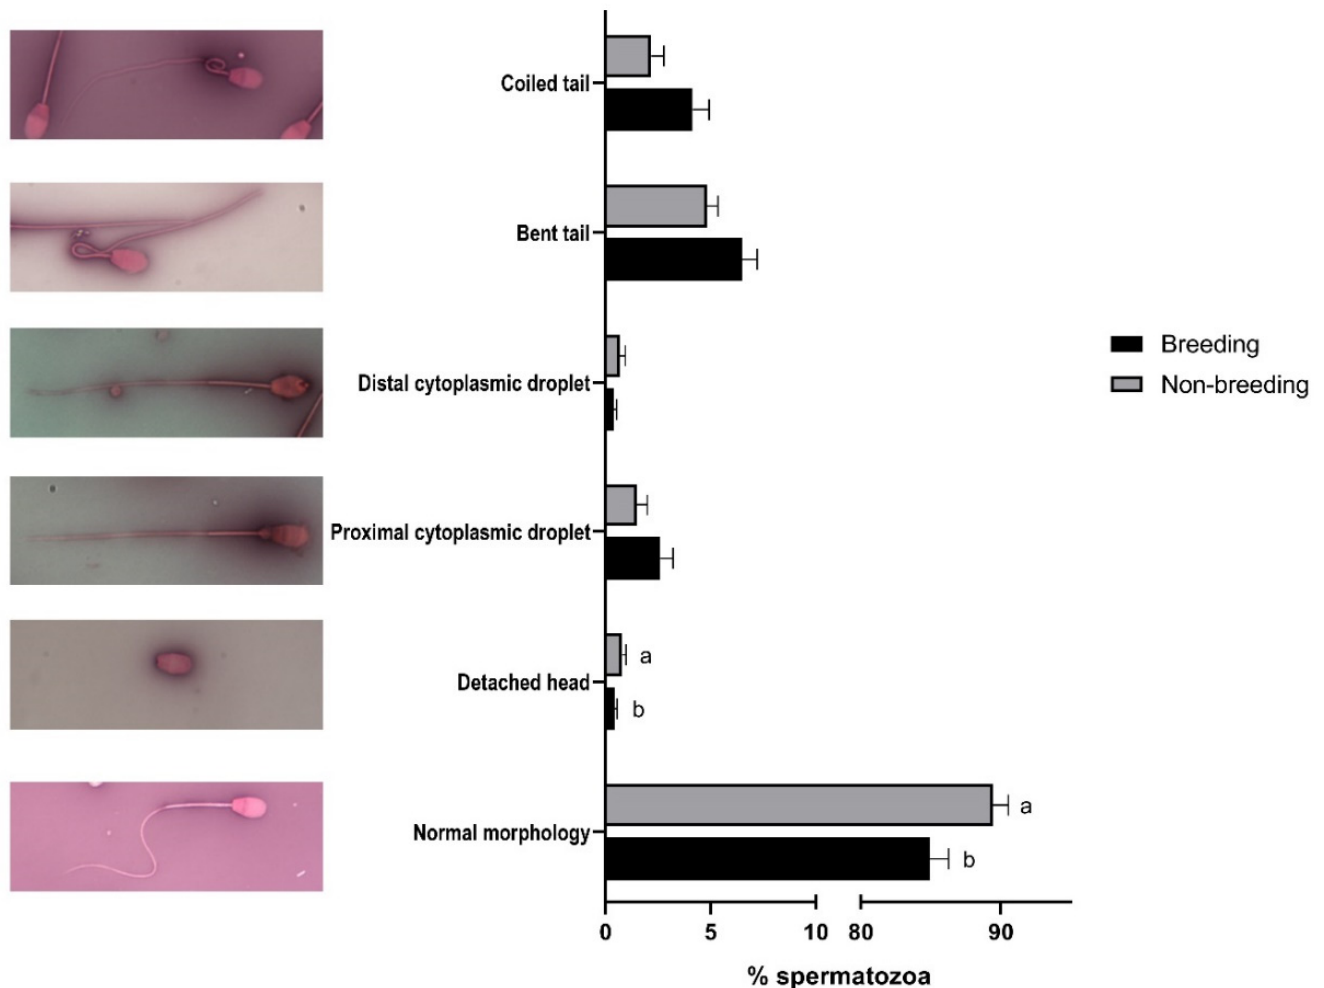 Coiled tail
a
Bent tail
Distal cytoplasmic droplet
Proximal cytoplasmic droplet
Detached head
a
b
Normal morphology
a
b
0 5 10 80 90
% spermatozoa
Breeding
Non-breeding